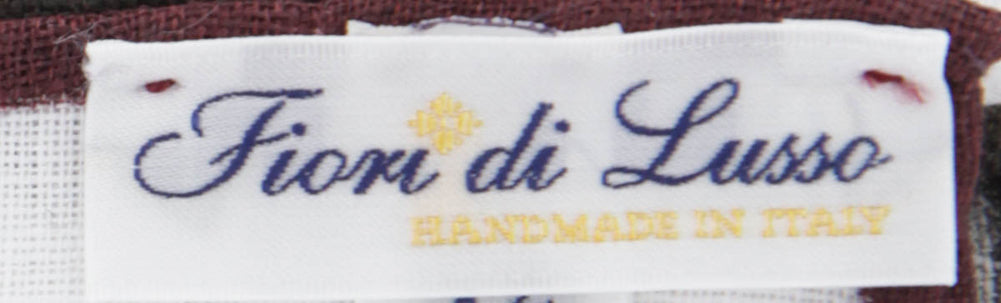 Fiori di Lusso
HANDMADE IN ITALY